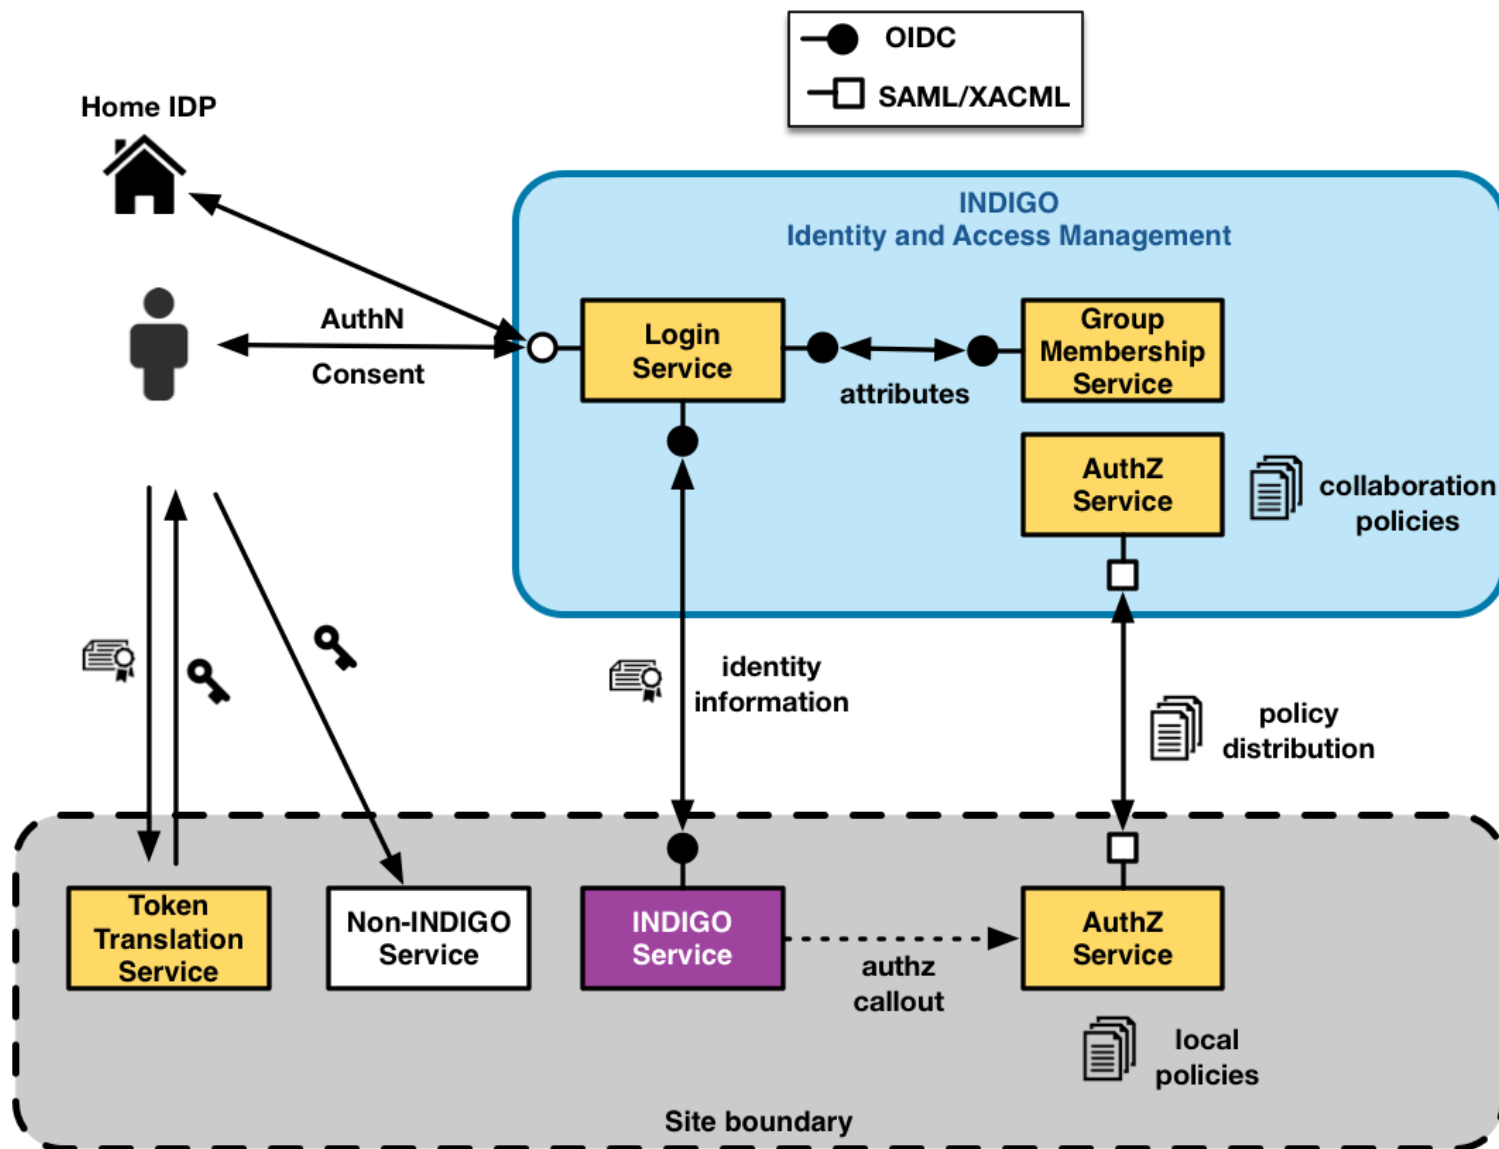 OIDC
SAML/XACML
Home IDP
INDIGO
Identity and Access Management
AuthN
Consent
Login
Service
attributes
Group
Membership
Service
AuthZ
Service
collaboration
policies
identity
information
policy
distribution
Token
Translation
Service
Non-INDIGO
Service
INDIGO
Service
authz
callout
AuthZ
Service
local
policies
Site boundary